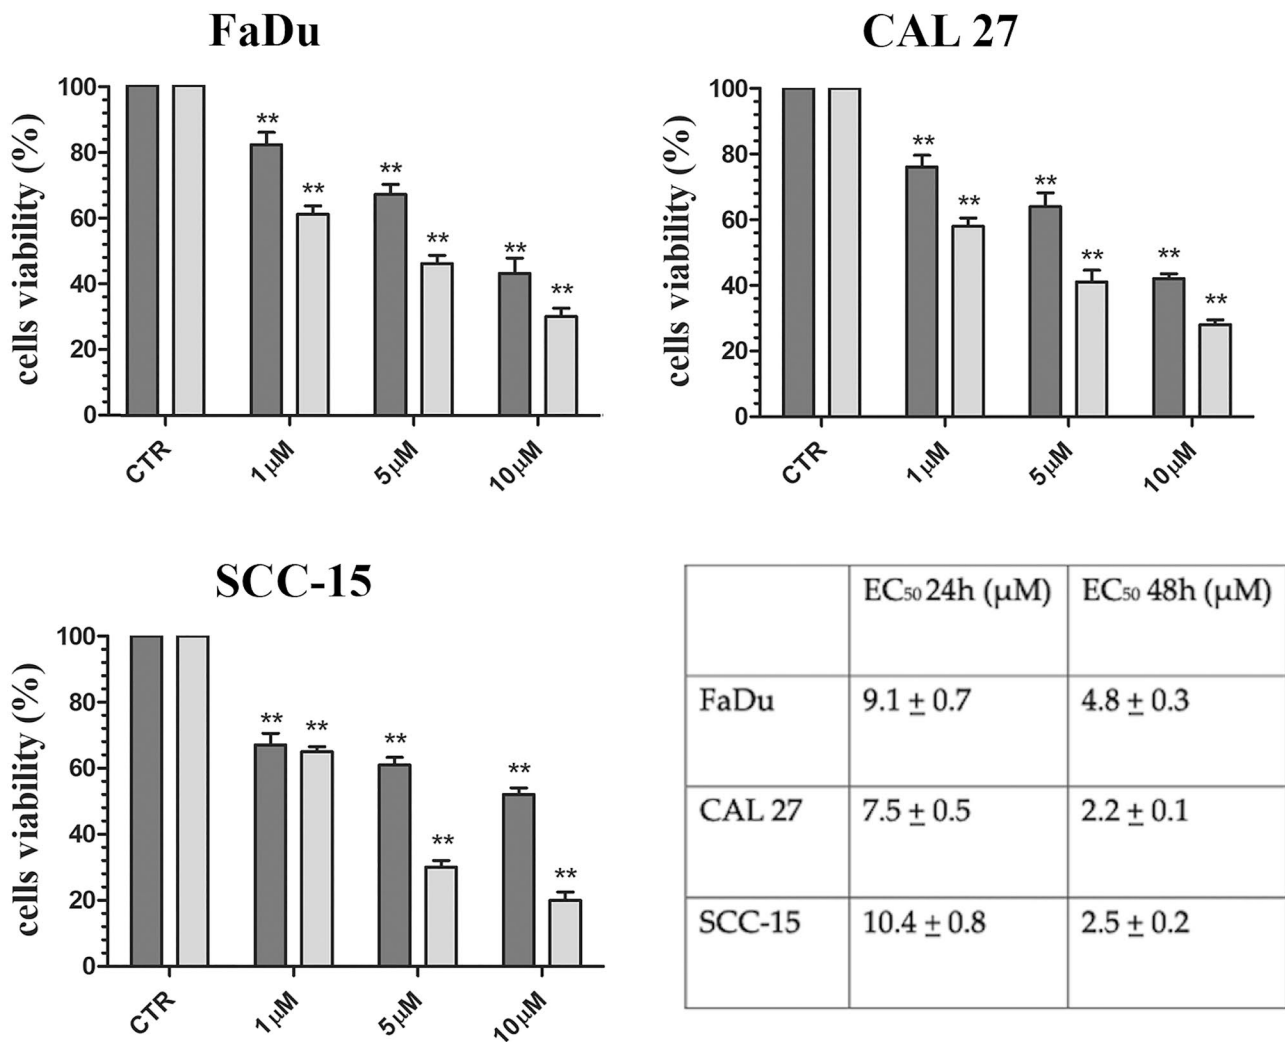 FaDu
cells viability (%)
100
80
60
40
20
0
** ** ** ** ** **
CTR 1μM 5μM 10μM
CAL 27
cells viability (%)
100
80
60
40
20
0
** ** ** ** ** **
CTR 1μM 5μM 10μM
SCC-15
cells viability (%)
100
80
60
40
20
0
** ** ** ** ** **
CTR 1μM 5μM 10μM
EC₅₀ 24h (μM) EC₅₀ 48h (μM)
FaDu 9.1 ± 0.7 4.8 ± 0.3
CAL 27 7.5 ± 0.5 2.2 ± 0.1
SCC-15 10.4 ± 0.8 2.5 ± 0.2